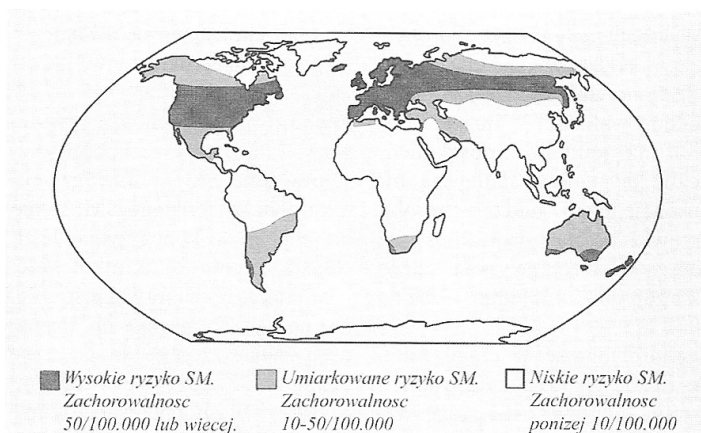 Wysokie ryzyko SM.
Zachorowalnosc
50/100.000 lub wiecej.
Umiarkowane ryzyko SM.
Zachorowalnosc
10-50/100.000
Niskie ryzyko SM.
Zachorowalnosc
ponizej 10/100.000